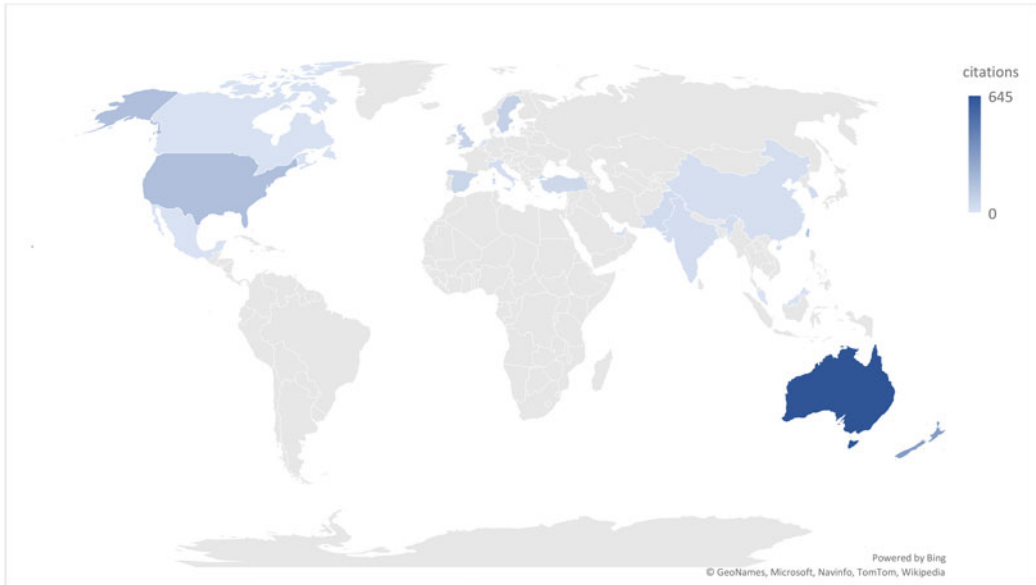 citations
645
0
Powered by Bing
© GeoNames, Microsoft, Navinfo, TomTom, Wikipedia